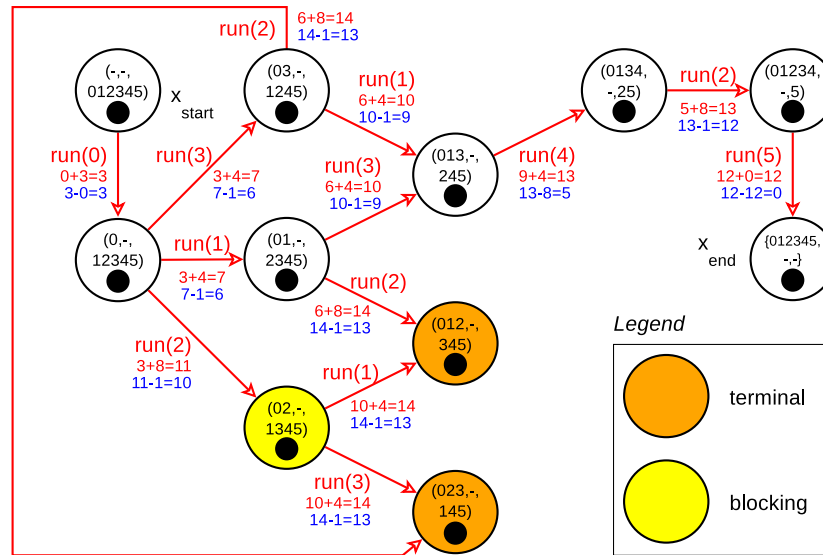 run(2)
6+8=14
14-1=13
(-,-,
012345)
x
start
(03,-,
1245)
run(1)
6+4=10
10-1=9
(0134,
-,25)
run(2)
5+8=13
13-1=12
(01234,
-,5)
run(0)
0+3=3
3-0=3
run(3)
3+4=7
7-1=6
run(3)
6+4=10
10-1=9
(013,-,
245)
run(4)
9+4=13
13-8=5
run(5)
12+0=12
12-12=0
(0,-,
12345)
run(1)
3+4=7
7-1=6
(01,-,
2345)
x
end
{012345,
-,-}
run(2)
6+8=14
14-1=13
run(2)
3+8=11
11-1=10
(012,-,
345)
run(1)
10+4=14
14-1=13
(02,-,
1345)
run(3)
10+4=14
14-1=13
(023,-,
145)
Legend
terminal
blocking